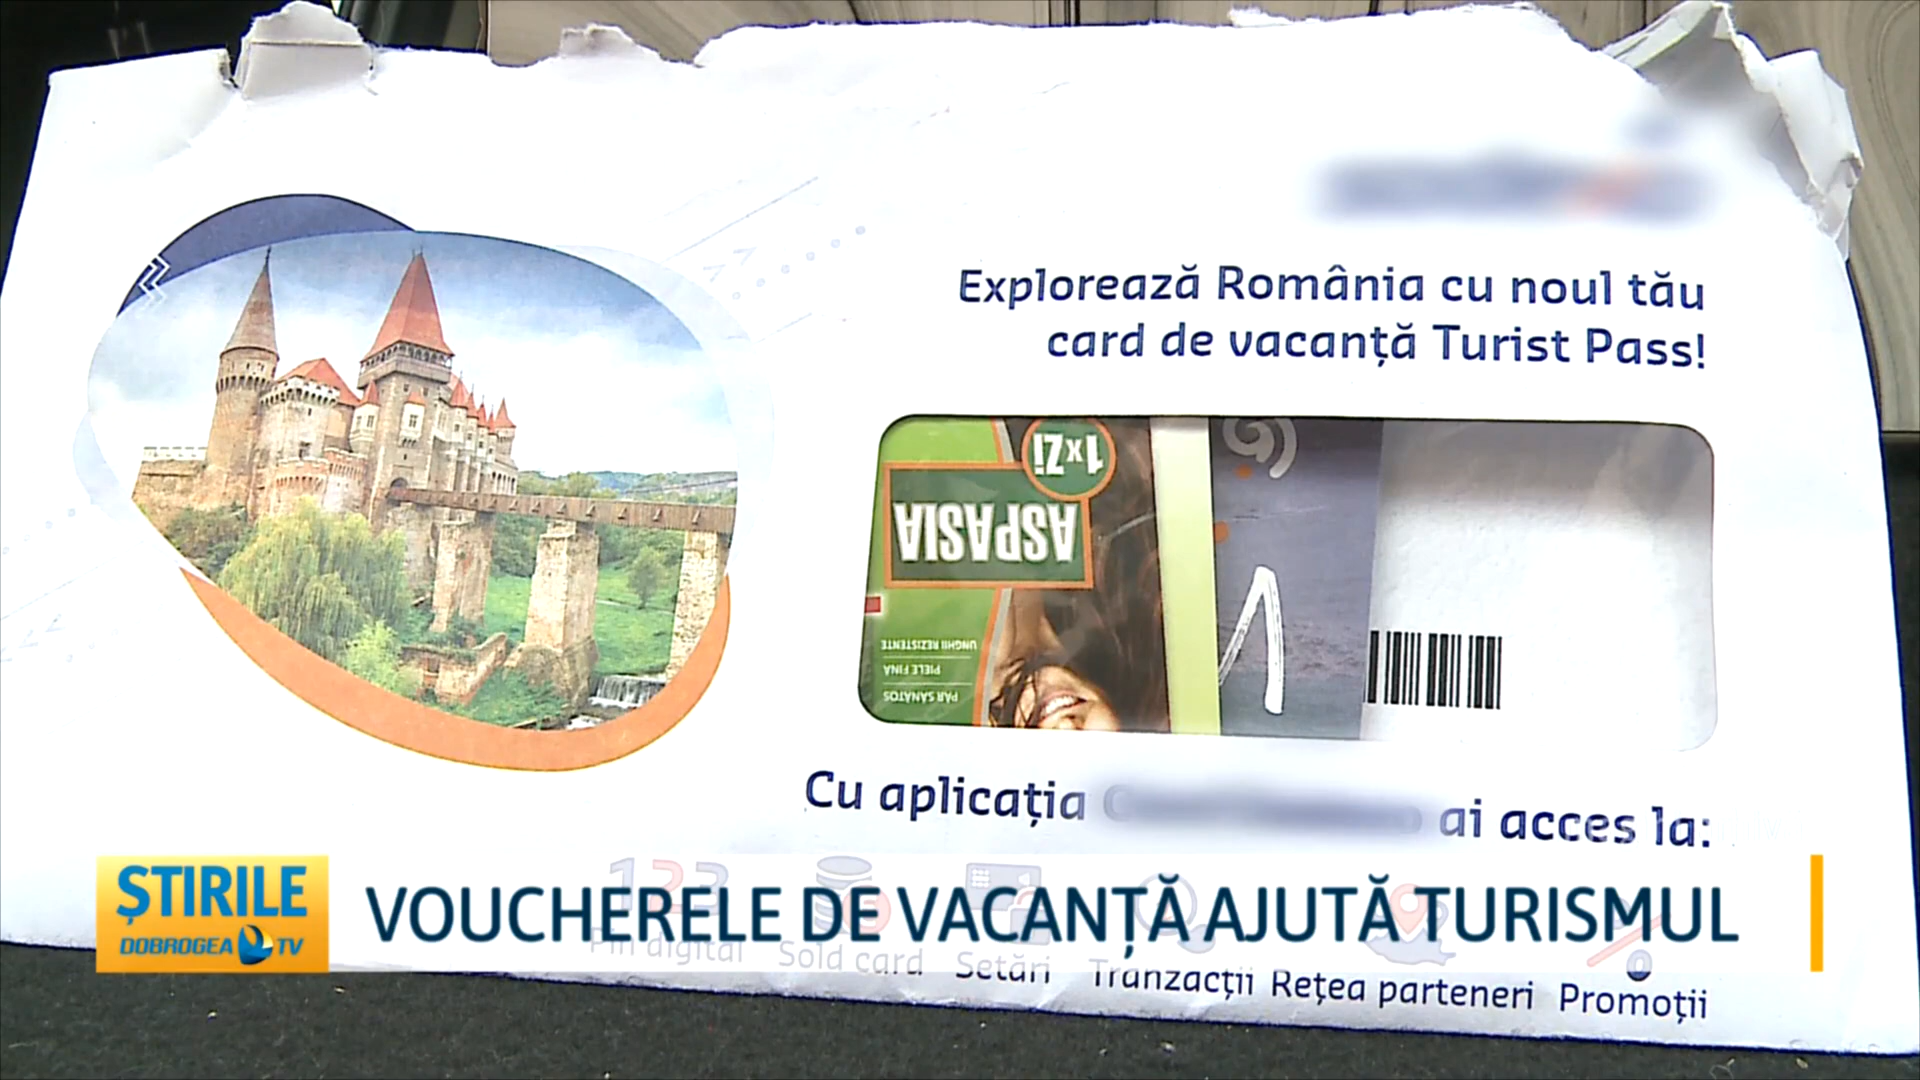 Explorează România cu noul tău
card de vacanță Turist Pass!
1xZi
ASPASIA
UNGHII REZISTENTE
PIELE FINĂ
PĂR SĂNĂTOS
1
Cu aplicația
ai acces la:
123
Pin digital Sold card Setări Tranzacții Rețea parteneri Promoții
ȘTIRILE
DOBROGEA TV
VOUCHERELE DE VACANȚĂ AJUTĂ TURISMUL